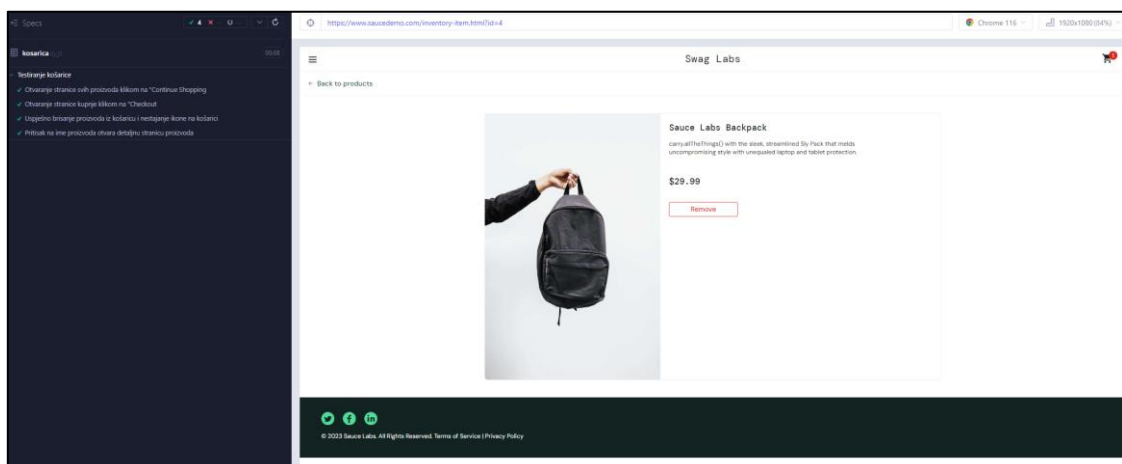 Specs
4
kosarica
00:08
Testiranje košarice
Otvaranje stranice svih proizvoda klikom na "Continue Shopping
Otvaranje stranice kupnje klikom na "Checkout
Uspješno brisanje proizvoda iz košaricu i nestajanje ikone na košarici
Pritisak na ime proizvoda otvara detaljnu stranicu proizvoda
https://www.saucedemo.com/inventory-item.html?id=4
Chrome 116
1920x1080
Swag Labs
Back to products
Sauce Labs Backpack
carry.allTheThings() with the sleek, streamlined Sly Pack that melds
uncompromising style with unequaled laptop and tablet protection.
$29.99
Remove
© 2023 Sauce Labs. All Rights Reserved. Terms of Service | Privacy Policy